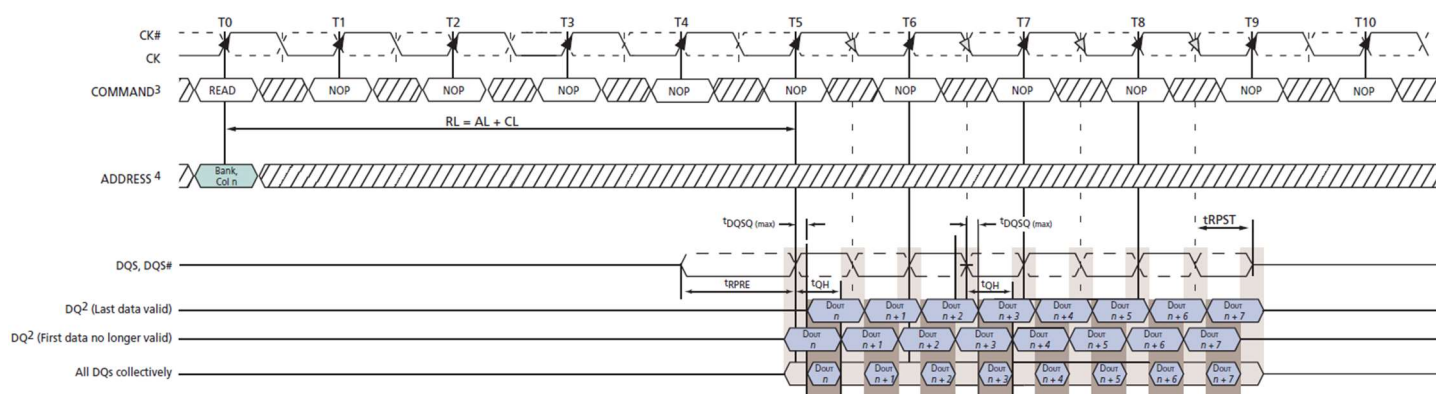 T0 T1 T2 T3 T4 T5 T6 T7 T8 T9 T10
CK#
CK
COMMAND3 READ NOP NOP NOP NOP NOP NOP NOP NOP NOP NOP
RL = AL + CL
ADDRESS 4 Bank,
Col n
tDQSQ (max) tDQSQ (max) tRPST
DQS, DQS#
tRPRE tQH tQH
DQ2 (Last data valid) DOUT n DOUT n + 1 DOUT n + 2 DOUT n + 3 DOUT n + 4 DOUT n + 5 DOUT n + 6 DOUT n + 7
DQ2 (First data no longer valid) DOUT n DOUT n + 1 DOUT n + 2 DOUT n + 3 DOUT n + 4 DOUT n + 5 DOUT n + 6 DOUT n + 7
All DQs collectively DOUT n DOUT n + 1 DOUT n + 2 DOUT n + 3 DOUT n + 4 DOUT n + 5 DOUT n + 6 DOUT n + 7